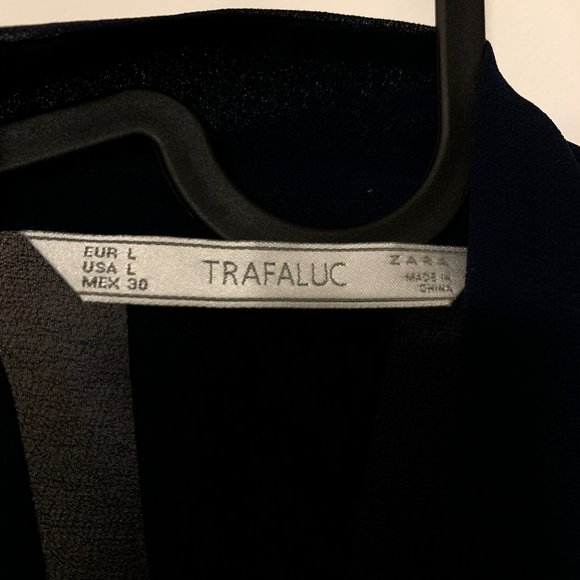 EUR L
USA L
MEX 30
TRAFALUC
ZARA
MADE IN
CHINA